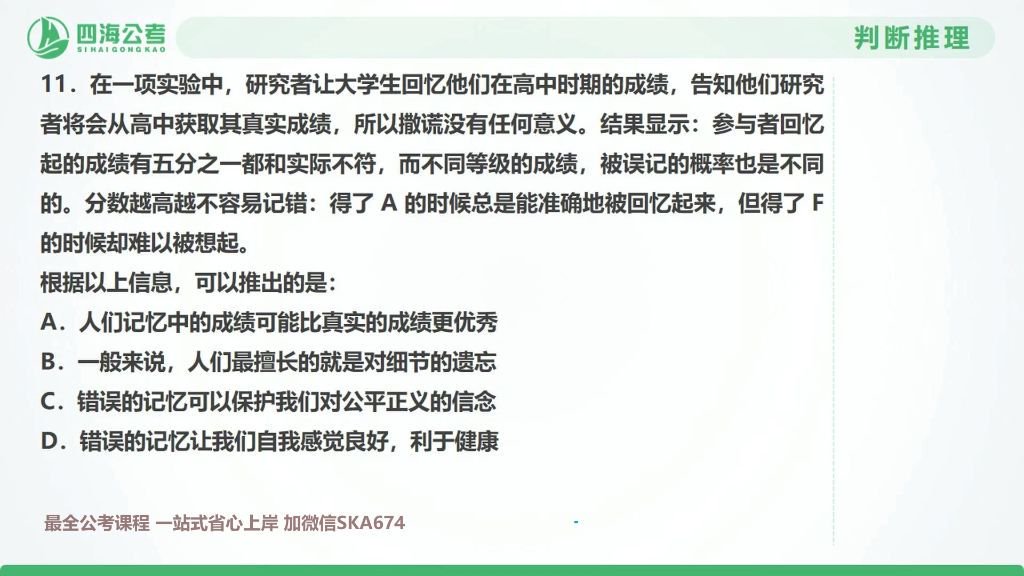 四海公考
SIHAIGONGKAO
判断推理
11．在一项实验中，研究者让大学生回忆他们在高中时期的成绩，告知他们研究
者将会从高中获取其真实成绩，所以撒谎没有任何意义。结果显示：参与者回忆
起的成绩有五分之一都和实际不符，而不同等级的成绩，被误记的概率也是不同
的。分数越高越不容易记错：得了 A 的时候总是能准确地被回忆起来，但得了 F
的时候却难以被想起。
根据以上信息，可以推出的是：
A．人们记忆中的成绩可能比真实的成绩更优秀
B．一般来说，人们最擅长的就是对细节的遗忘
C．错误的记忆可以保护我们对公平正义的信念
D．错误的记忆让我们自我感觉良好，利于健康
最全公考课程 一站式省心上岸 加微信SKA674